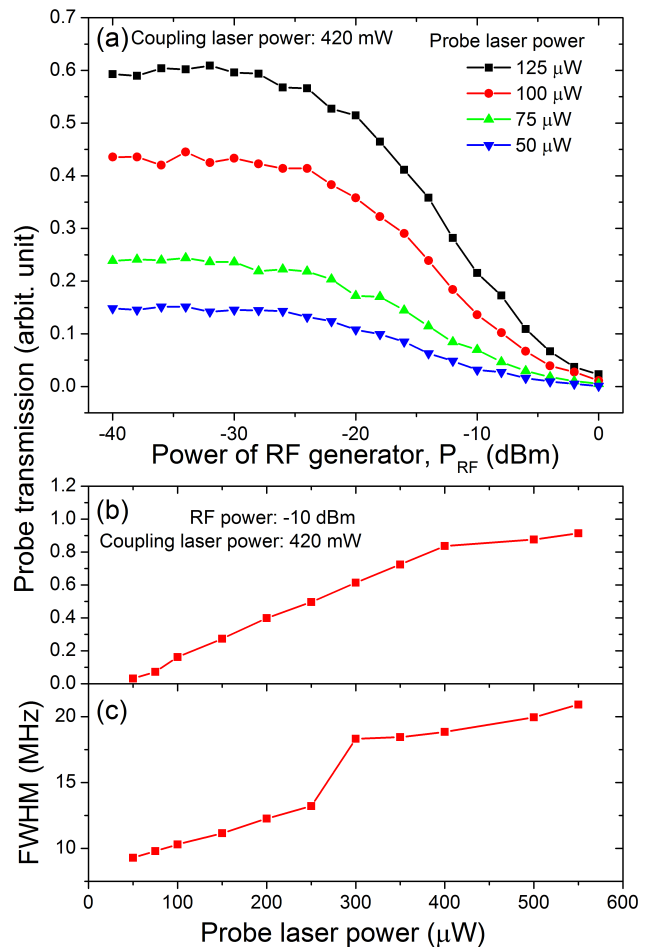 (a) Coupling laser power: 420 mW
Probe laser power
125 μW
100 μW
75 μW
50 μW
0.7
0.6
0.5
0.4
0.3
0.2
0.1
0.0
-40 -30 -20 -10 0
Power of RF generator, P_RF (dBm)
Probe transmission (arbit. unit)
(b)
RF power: -10 dBm
Coupling laser power: 420 mW
1.2
1.0
0.8
0.6
0.4
0.2
0.0
(c)
20
15
10
FWHM (MHz)
0 100 200 300 400 500 600
Probe laser power (μW)